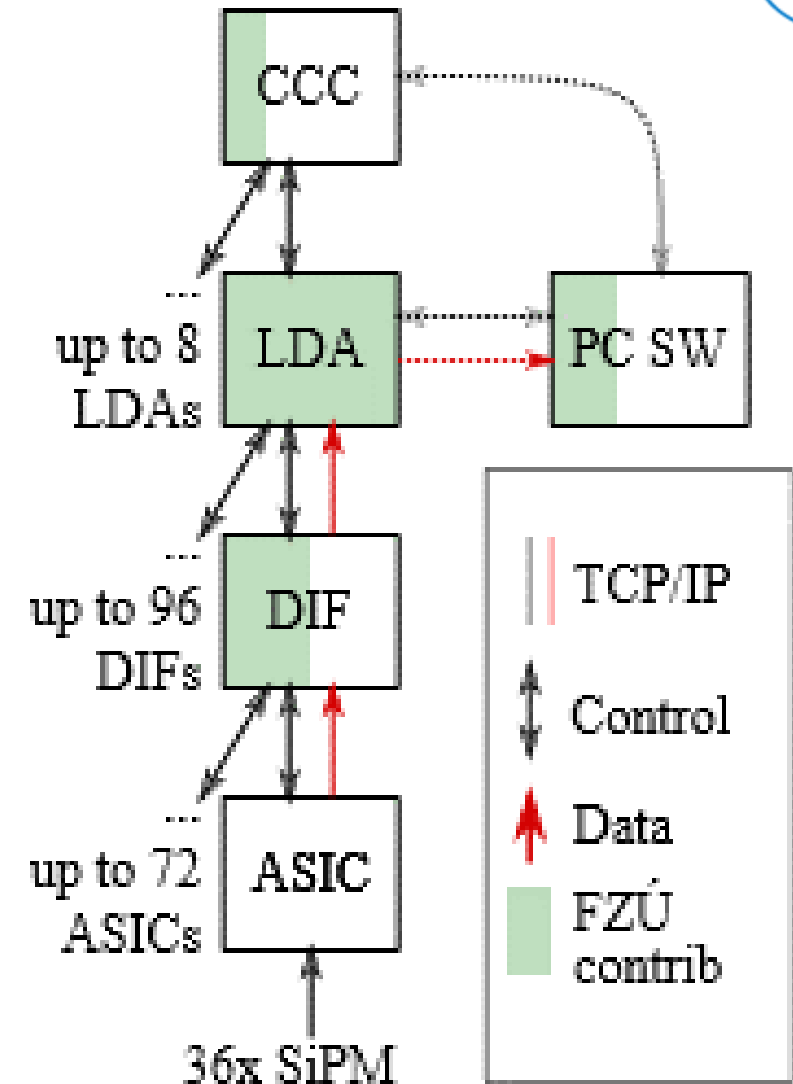 CCC
...
up to 8
LDAs
LDA
PC SW
...
up to 96
DIFs
DIF
...
up to 72
ASICs
ASIC
36x SiPM
TCP/IP
Control
Data
FZÚ
contrib